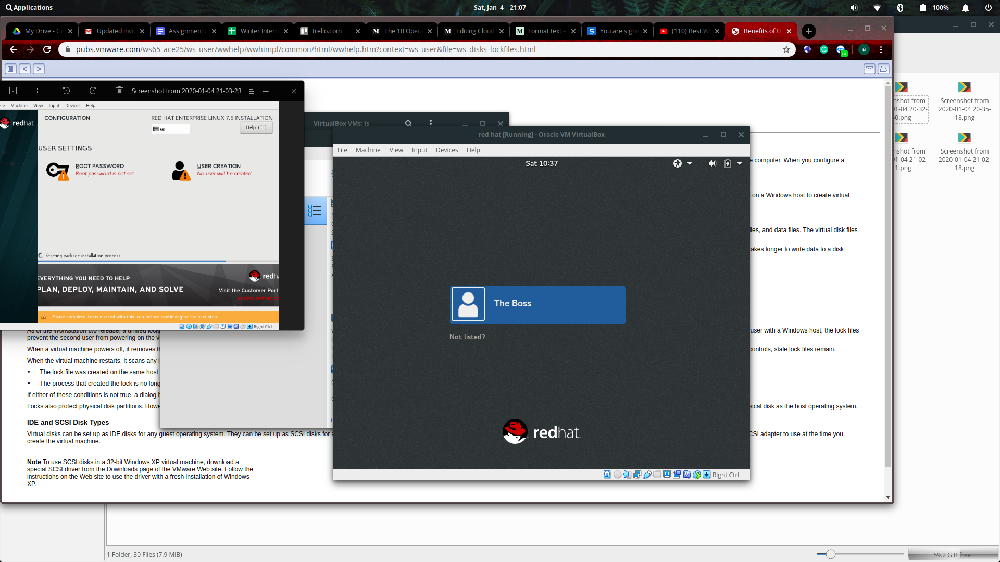 Applications
Sat, Jan 4 21:07
100%
My Drive - Go
Updated invi
Assignment 2
Winter Intern
trello.com
The 10 Opera
Editing Cloud
Format text -
You are signe
(110) Best Wi
Benefits of U
pubs.vmware.com/ws65_ace25/ws_user/wwhelp/wwhimpl/common/html/wwhelp.htm?context=ws_user&file=ws_disks_lockfiles.html
a
FR
Screenshot from 2020-01-04 21-03-23
Machine View Input Devices Help
redhat
CONFIGURATION
RED HAT ENTERPRISE LINUX 7.5 INSTALLATION
us
Help! (F1)
USER SETTINGS
ROOT PASSWORD
Root password is not set
USER CREATION
No user will be created
Starting package installation process
EVERYTHING YOU NEED TO HELP
PLAN, DEPLOY, MAINTAIN, AND SOLVE
Visit the Customer Porta
Please complete items marked with this icon before continuing to the next step.
Right Ctrl
VirtualBox VMs: ls
red hat [Running] - Oracle VM VirtualBox
File Machine View Input Devices Help
Sat 10:37
The Boss
Not listed?
redhat
Right Ctrl
computer. When you configure a
on a Windows host to create virtual
iles, and data files. The virtual disk files
takes longer to write data to a disk
As of the Workstation 6.0 release, a unified lock
user with a Windows host, the lock files
prevent the second user from powering on the v
When a virtual machine powers off, it removes th
controls, stale lock files remain.
When the virtual machine restarts, it scans any l
• The lock file was created on the same host
• The process that created the lock is no long
If either of these conditions is not true, a dialog b
Locks also protect physical disk partitions. Howe
sical disk as the host operating system.
IDE and SCSI Disk Types
Virtual disks can be set up as IDE disks for any guest operating system. They can be set up as SCSI disks for a
CSI adapter to use at the time you
create the virtual machine.
Note To use SCSI disks in a 32-bit Windows XP virtual machine, download a
special SCSI driver from the Downloads page of the VMware Web site. Follow the
instructions on the Web site to use the driver with a fresh installation of Windows
XP.
shot from
01-04 20-32-
0.png
Screenshot from
2020-01-04 20-35-
18.png
shot from
01-04 21-02-
1.png
Screenshot from
2020-01-04 21-02-
18.png
1 Folder, 30 Files (7.9 MiB)
59.2 GiB free